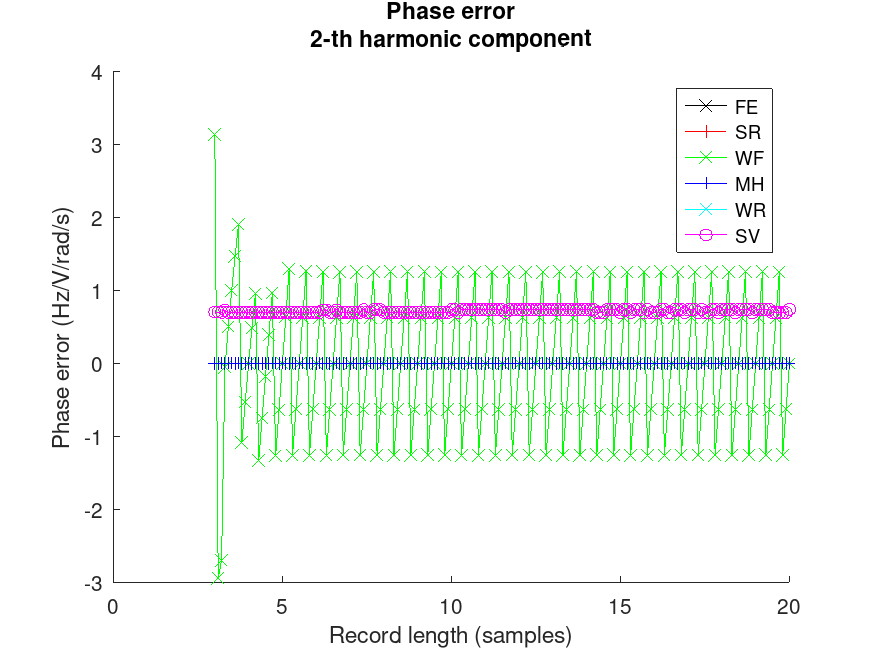 Phase error
2-th harmonic component
4
3
2
1
0
-1
-2
-3
Phase error (Hz/V/rad/s)
FE
SR
WF
MH
WR
SV
0
5
10
15
20
Record length (samples)